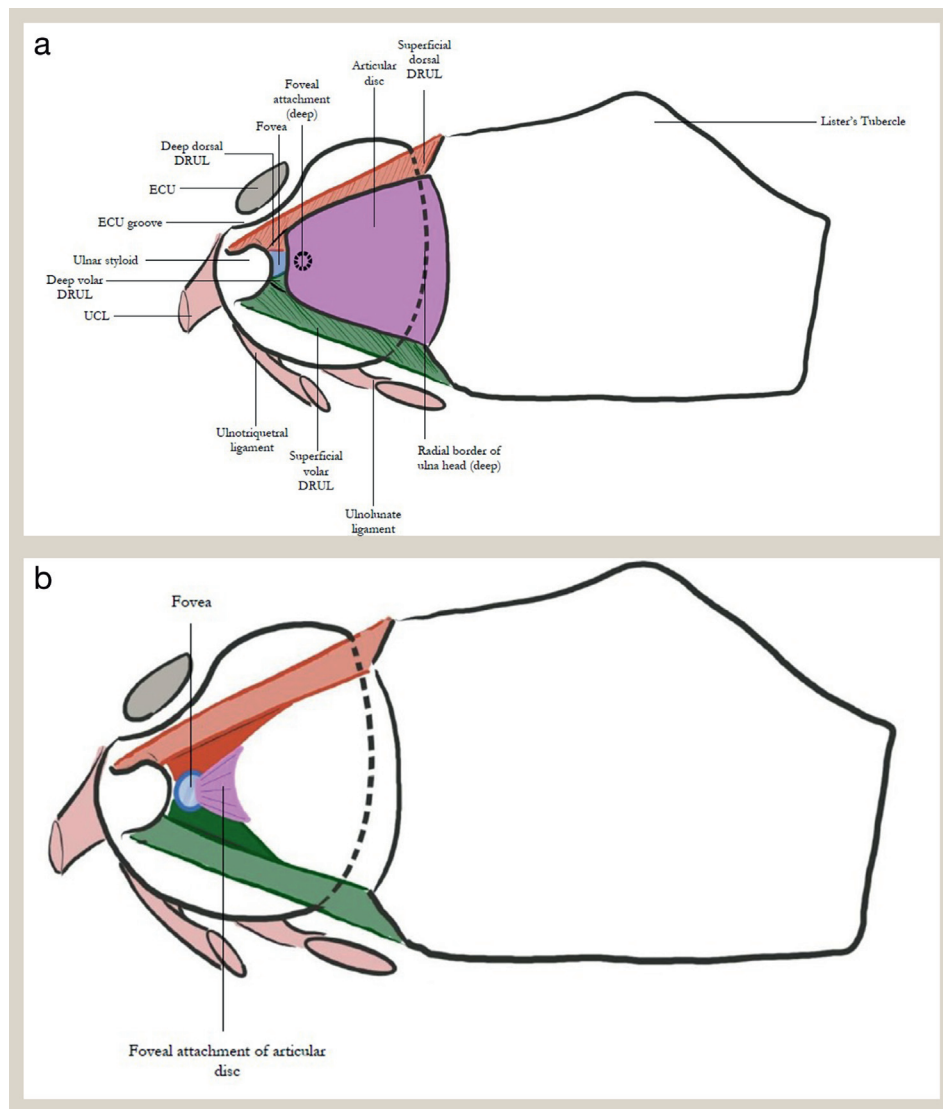 a
Superficial
dorsal
DRUL
Articular
disc
Foveal
attachment
(deep)
Fovea
Lister's Tubercle
Deep dorsal
DRUL
ECU
ECU groove
Ulnar styloid
Deep volar
DRUL
UCL
Ulnotriquetral
ligament
Superficial
volar
DRUL
Radial border of
ulna head (deep)
Ulnolunate
ligament
b
Fovea
Foveal attachment of articular
disc